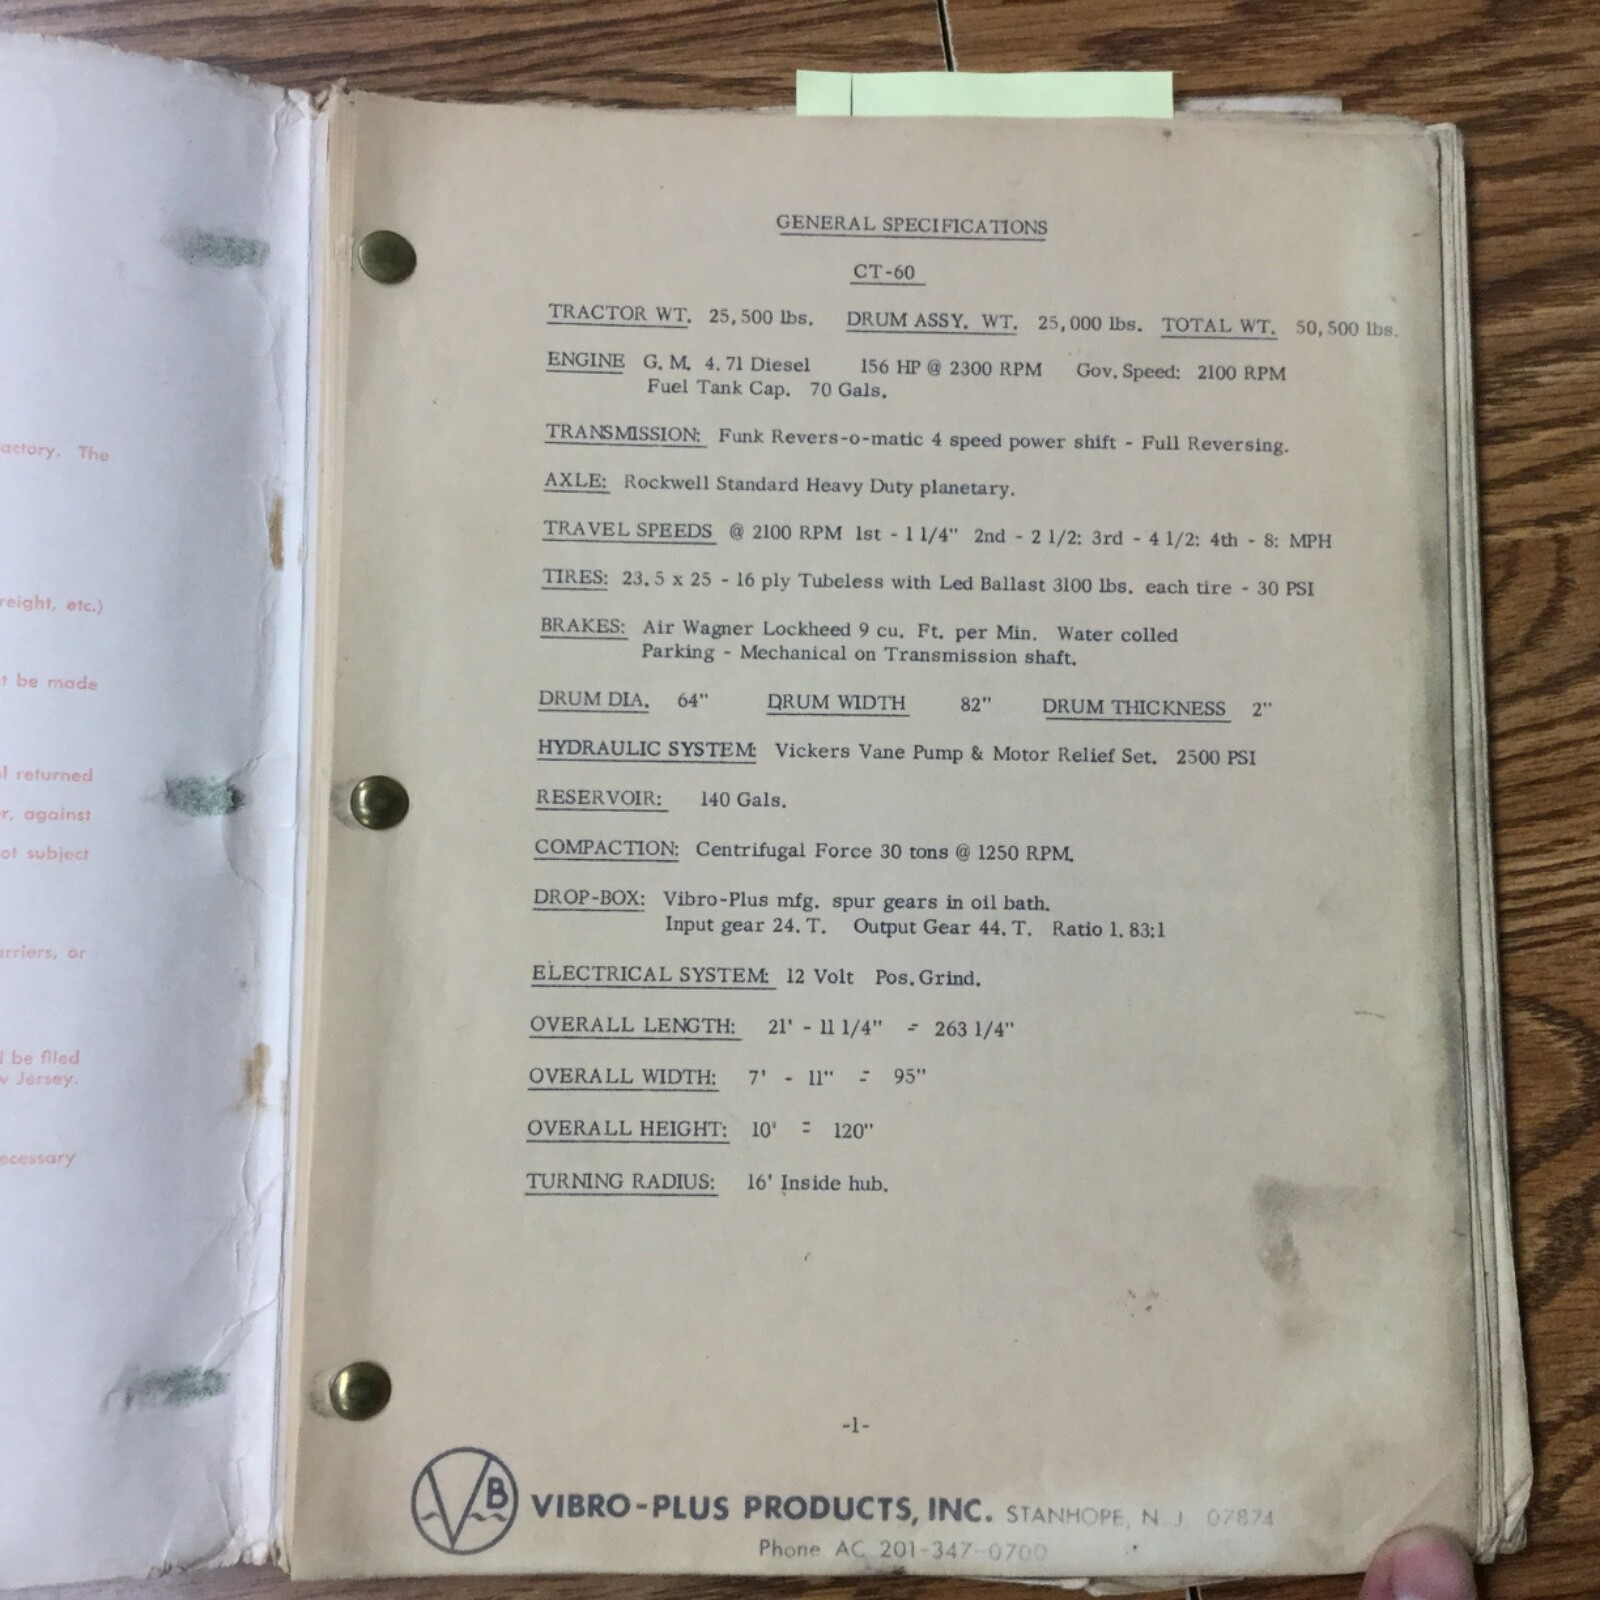 actory. The
reight, etc.)
t be made
returned
r, against
ot subject
arriers, or
be filed
w Jersey.
ecessary
GENERAL SPECIFICATIONS
CT-60
TRACTOR WT. 25,500 lbs. DRUM ASSY. WT. 25,000 lbs. TOTAL WT. 50,500 lbs.
ENGINE G. M. 4.71 Diesel 156 HP @ 2300 RPM Gov. Speed: 2100 RPM
Fuel Tank Cap. 70 Gals.
TRANSMISSION: Funk Revers-o-matic 4 speed power shift - Full Reversing.
AXLE: Rockwell Standard Heavy Duty planetary.
TRAVEL SPEEDS @ 2100 RPM 1st - 1 1/4" 2nd - 2 1/2: 3rd - 4 1/2: 4th - 8: MPH
TIRES: 23.5 x 25 - 16 ply Tubeless with Led Ballast 3100 lbs. each tire - 30 PSI
BRAKES: Air Wagner Lockheed 9 cu. Ft. per Min. Water colled
Parking - Mechanical on Transmission shaft.
DRUM DIA. 64" DRUM WIDTH 82" DRUM THICKNESS 2"
HYDRAULIC SYSTEM: Vickers Vane Pump & Motor Relief Set. 2500 PSI
RESERVOIR: 140 Gals.
COMPACTION: Centrifugal Force 30 tons @ 1250 RPM.
DROP-BOX: Vibro-Plus mfg. spur gears in oil bath.
Input gear 24. T. Output Gear 44. T. Ratio 1.83:1
ELECTRICAL SYSTEM: 12 Volt Pos. Grind.
OVERALL LENGTH: 21' - 11 1/4" = 263 1/4"
OVERALL WIDTH: 7' - 11" = 95"
OVERALL HEIGHT: 10' = 120"
TURNING RADIUS: 16' Inside hub.
-1-
VB VIBRO-PLUS PRODUCTS, INC. STANHOPE, N. J. 07874
Phone AC 201-347-0700